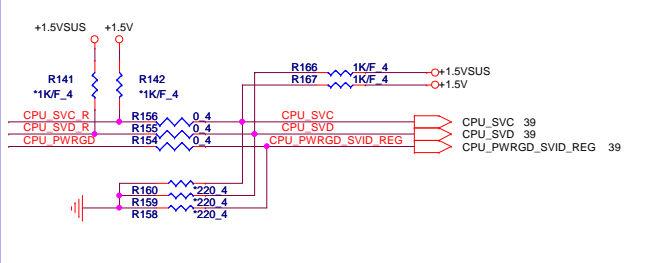 +1.5VSUS +1.5V
R141 R142
*1K/F_4 *1K/F_4
R166 1K/F_4 +1.5VSUS
R167 1K/F_4 +1.5V
CPU_SVC_R R156 0_4 CPU_SVC CPU_SVC 39
CPU_SVD_R R155 0_4 CPU_SVD CPU_SVD 39
CPU_PWRGD R154 0_4 CPU_PWRGD_SVID_REG CPU_PWRGD_SVID_REG 39
R160 *220_4
R159 *220_4
R158 *220_4